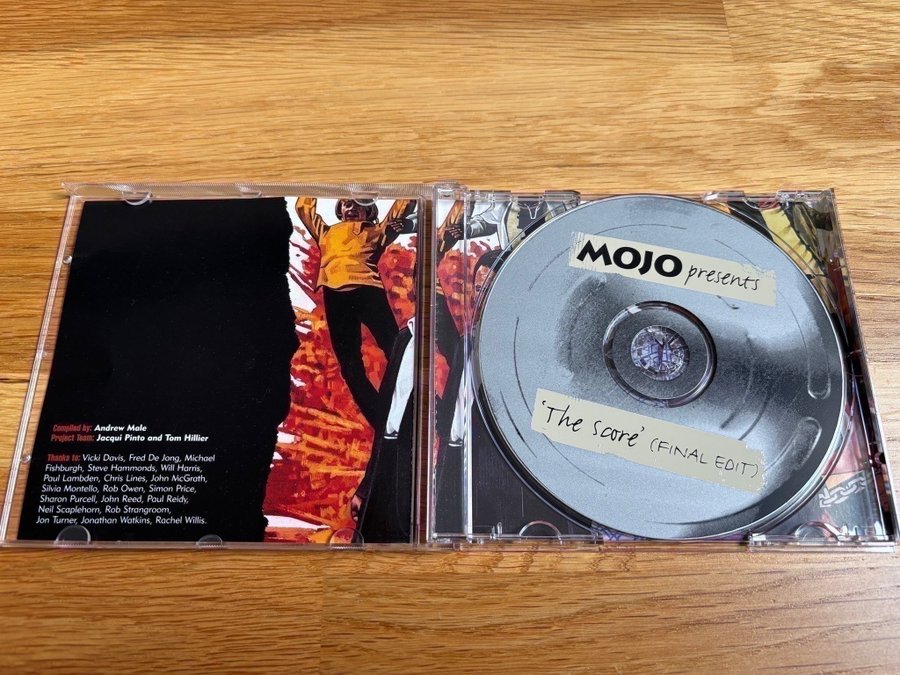 Compiled by: Andrew Male
Project Team: Jacqui Pinto and Tom Hillier
Thanks to: Vicki Davis, Fred De Jong, Michael
Fishburgh, Steve Hammonds, Will Harris,
Paul Lambden, Chris Lines, John McGrath,
Silvia Montello, Rob Owen, Simon Price,
Sharon Purcell, John Reed, Paul Reidy,
Neil Scaplehorn, Rob Strangroom,
Jon Turner, Jonathan Watkins, Rachel Willis.
MOJO presents
'The Score' (FINAL EDIT)